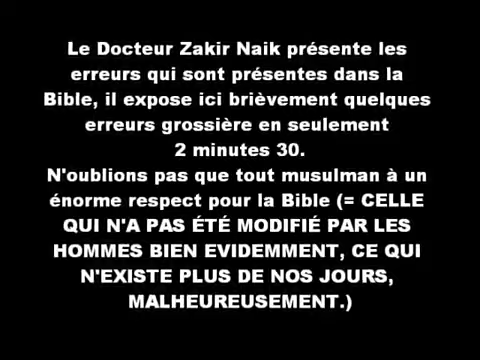 Le Docteur Zakir Naik présente les
erreurs qui sont présentes dans la
Bible, il expose ici brièvement quelques
erreurs grossière en seulement
2 minutes 30.
N'oublions pas que tout musulman à un
énorme respect pour la Bible (= CELLE
QUI N'A PAS ÉTÉ MODIFIÉ PAR LES
HOMMES BIEN EVIDEMMENT, CE QUI
N'EXISTE PLUS DE NOS JOURS,
MALHEUREUSEMENT.)